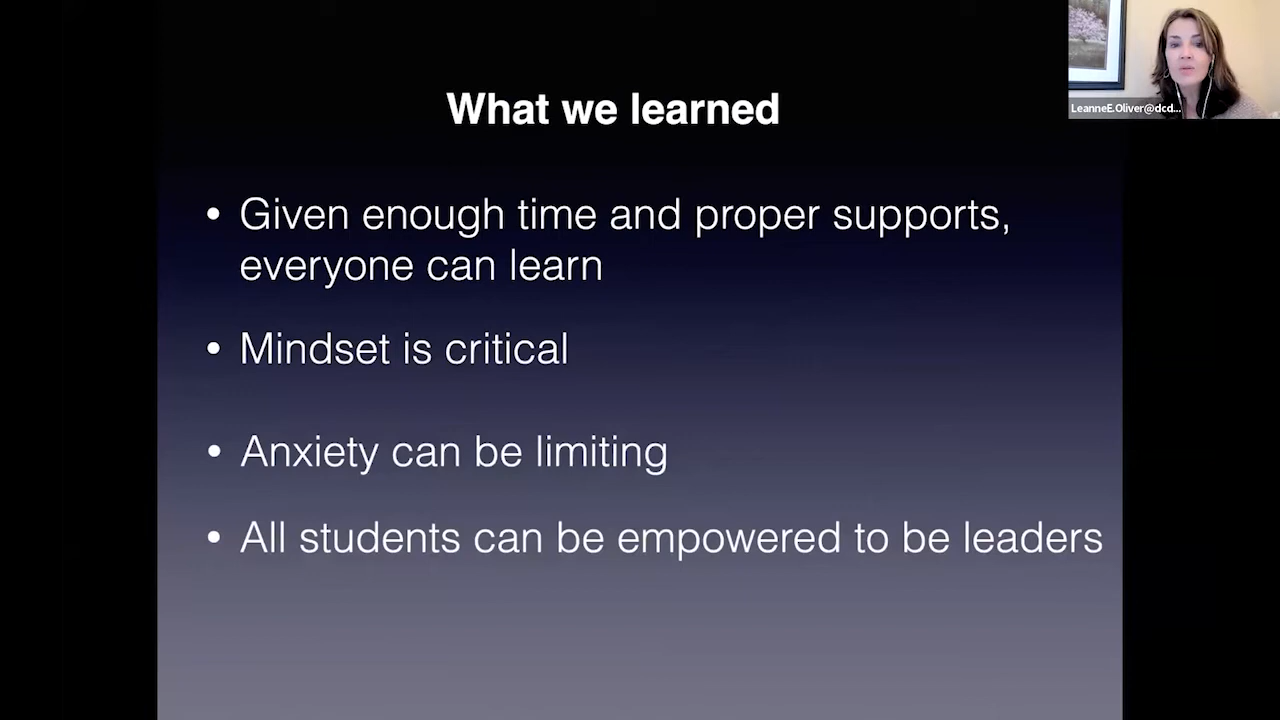 What we learned
LeanneE.Oliver@dcd...
• Given enough time and proper supports,
everyone can learn
• Mindset is critical
• Anxiety can be limiting
• All students can be empowered to be leaders